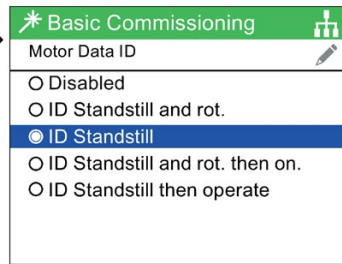 Basic Commissioning
Motor Data ID
Disabled
ID Standstill and rot.
ID Standstill
ID Standstill and rot. then on.
ID Standstill then operate